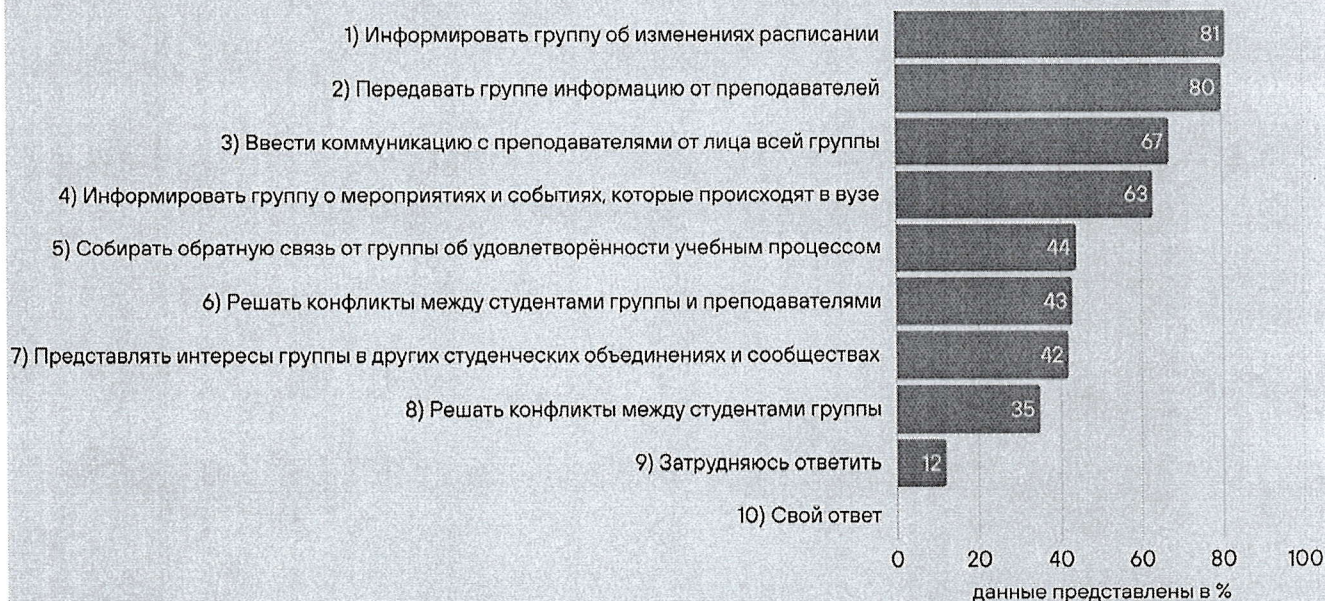 1) Информировать группу об изменениях расписании 81
2) Передавать группе информацию от преподавателей 80
3) Ввести коммуникацию с преподавателями от лица всей группы 67
4) Информировать группу о мероприятиях и событиях, которые происходят в вузе 63
5) Собирать обратную связь от группы об удовлетворённости учебным процессом 44
6) Решать конфликты между студентами группы и преподавателями 43
7) Представлять интересы группы в других студенческих объединениях и сообществах 42
8) Решать конфликты между студентами группы 35
9) Затрудняюсь ответить 12
10) Свой ответ
0 20 40 60 80 100
данные представлены в %